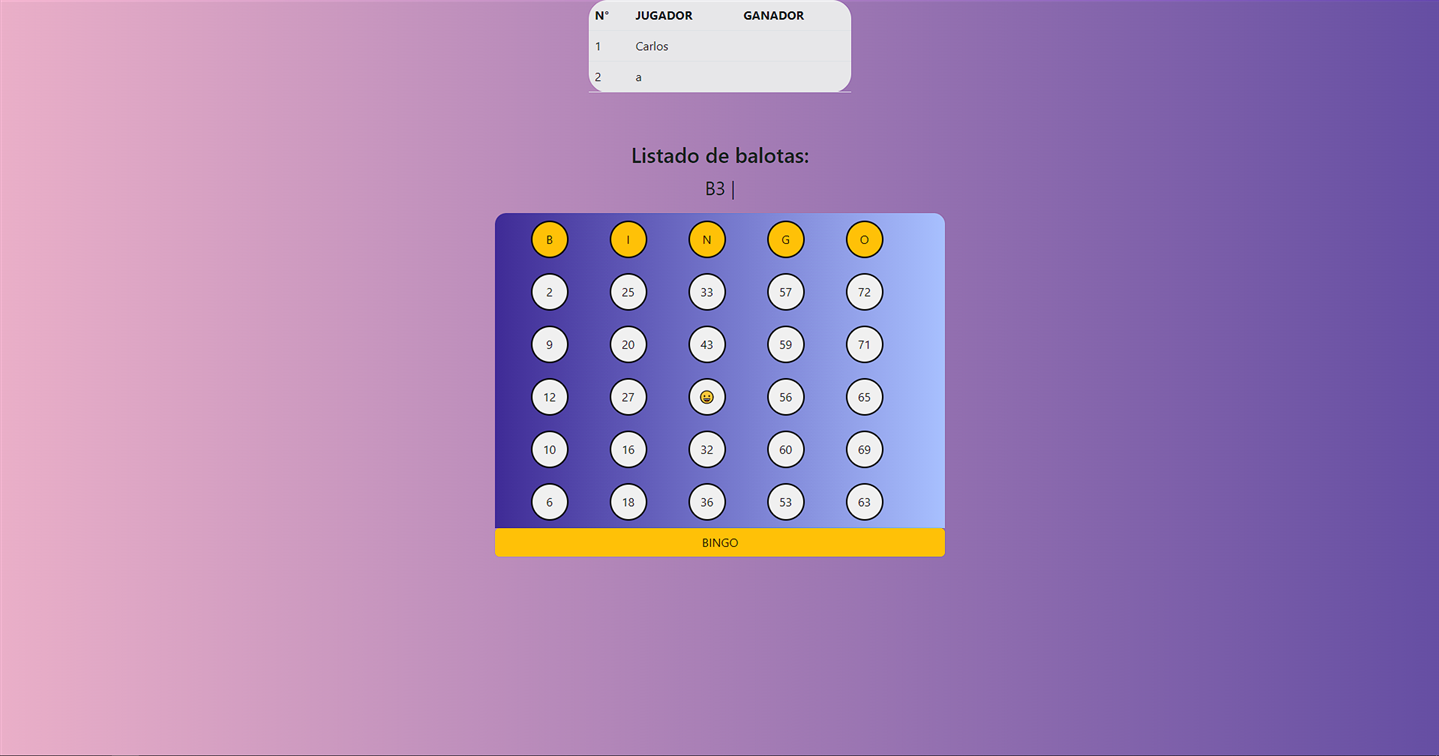 N° JUGADOR GANADOR
1 Carlos
2 a
Listado de balotas:
B3 |
B I N G O
2 25 33 57 72
9 20 43 59 71
12 27 56 65
10 16 32 60 69
6 18 36 53 63
BINGO